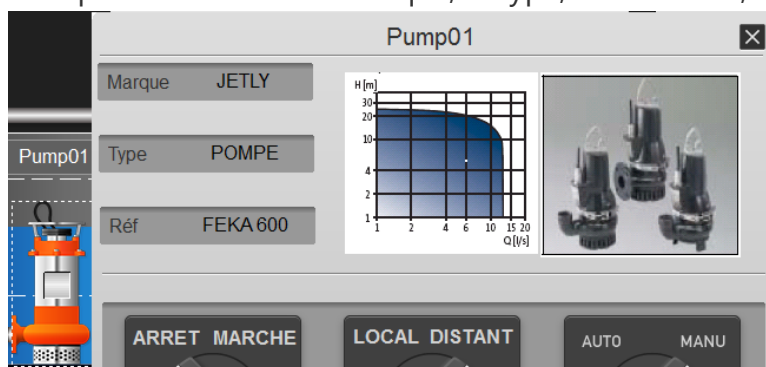 Pump01
Marque JETLY
Type POMPE
Réf FEKA 600
H [m]
30
20
10
4
2
1
1 2 4 6 10 15 20
Q [l/s]
Pump01
ARRET MARCHE
LOCAL DISTANT
AUTO MANU